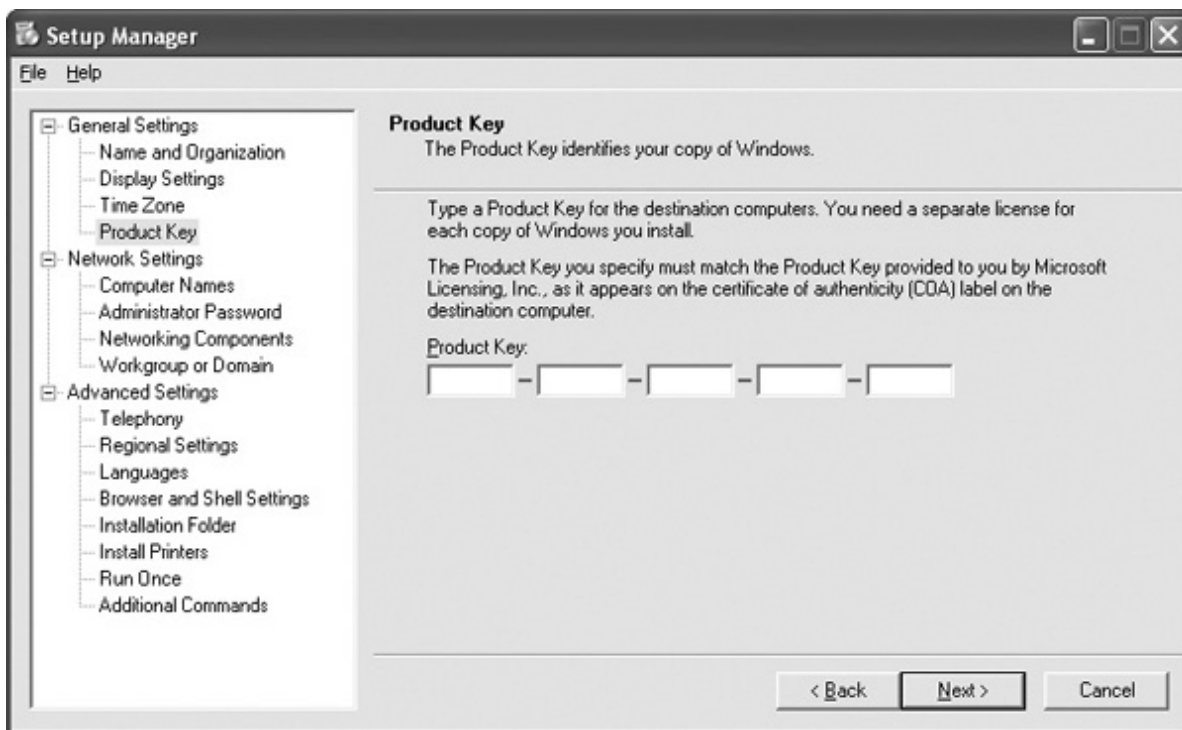 Setup Manager
File Help
General Settings
Name and Organization
Display Settings
Time Zone
Product Key
Network Settings
Computer Names
Administrator Password
Networking Components
Workgroup or Domain
Advanced Settings
Telephony
Regional Settings
Languages
Browser and Shell Settings
Installation Folder
Install Printers
Run Once
Additional Commands
Product Key
The Product Key identifies your copy of Windows.
Type a Product Key for the destination computers. You need a separate license for
each copy of Windows you install.
The Product Key you specify must match the Product Key provided to you by Microsoft
Licensing, Inc., as it appears on the certificate of authenticity (COA) label on the
destination computer.
Product Key:
– – – –
< Back Next > Cancel